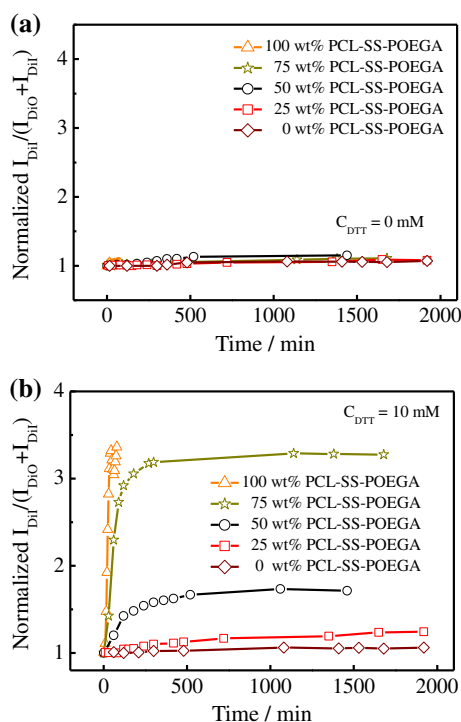 (a)
4
3
2
1
0
500
1000
1500
2000
Normalized I_DiI/(I_DiO+I_DiI)
Time / min
100 wt% PCL-SS-POEGA
75 wt% PCL-SS-POEGA
50 wt% PCL-SS-POEGA
25 wt% PCL-SS-POEGA
0 wt% PCL-SS-POEGA
C_DTT = 0 mM
(b)
4
3
2
1
0
500
1000
1500
2000
Normalized I_DiI/(I_DiO+I_DiI)
Time / min
C_DTT = 10 mM
100 wt% PCL-SS-POEGA
75 wt% PCL-SS-POEGA
50 wt% PCL-SS-POEGA
25 wt% PCL-SS-POEGA
0 wt% PCL-SS-POEGA